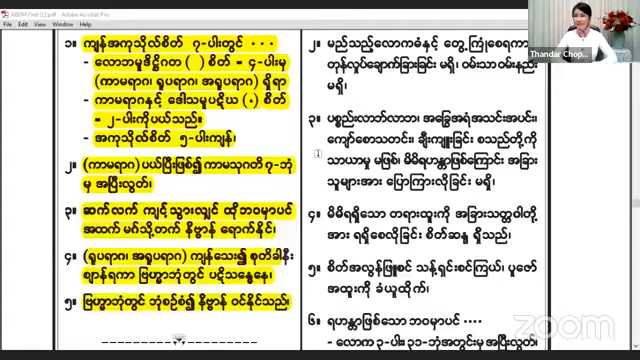 ABDM First (L).pdf - Adobe Acrobat Pro
Thandar Chop...
၁။ ကျန်အကုသိုလ်စိတ် ၇-ပါးတွင် • • •
- လောဘမူဒိဋ္ဌိဂတ ( ) စိတ် = ၄-ပါးမှ
(ကာမရာဂ၊ ရူပရာဂ၊ အရူပရာဂ) ရှိရာ
- ကာမရာဂနှင့် ဒေါသမူပဋိဃ (.) စိတ်
= ၂-ပါးကိုပယ်သည်။
- အကုသိုလ်စိတ် ၅-ပါးကျန်၊
၂။ (ကာမရာဂ) ပယ်ပြီးဖြစ်၍ ကာမသုဂတိ ၇-ဘုံ
မှ အပြီးလွတ်၊
၃။ ဆက်လက် ကျင့်သွားလျှင် ထိုဘဝမှာပင်
အထက် မဂ်သို့တက် နိဗ္ဗာန် ရောက်နိုင်၊
၄။ (ရူပရာဂ၊ အရူပရာဂ) ကျန်သေး၍ စုတိခါနီး
ဈာန်ရကာ ဗြဟ္မာဘုံတွင် ပဋိသန္ဓေနေ၊
၅။ ဗြဟ္မာဘုံတွင် ဘုံစဉ်စံ၍ နိဗ္ဗာန် ဝင်နိုင်သည်၊
၂။ မည်သည့်လောကဓံနှင့် တွေ့ကြုံစေရကာ
တုန်လှုပ်ချောက်ချားခြင်း မရှိ၊ ဝမ်းသာ ဝမ်းနည်း
မရှိ၊
၃။ ပစ္စည်းလာဘ်လာဘ၊ အခြွေအရံအသင်းအပင်း၊
ကျော်စောသတင်း၊ ချီးကျူးခြင်း စသည်တို့ကို
သာယာမှု မဖြစ်၊ မိမိရဟန္တာဖြစ်ကြောင်း အခြား
သူများအား ပြောကြားလိုခြင်း မရှိ၊
၄။ မိမိရရှိသော တရားထူးကို အခြားသတ္တဝါတို့
အား ရရှိစေလိုခြင်း စိတ်ဆန္ဒ ရှိသည်၊
၅။ စိတ်အလွန်ဖြူစင် သန့်ရှင်းစင်ကြယ်၊ ပူဇော်
အထူးကို ခံယူထိုက်၊
၆။ ရဟန္တာဖြစ်သော ဘဝမှာပင် • • • •
- လောက ၃-ပါး၊ ၃၁-ဘုံအတွင်းမှ အပြီးလွတ်၊
zoom